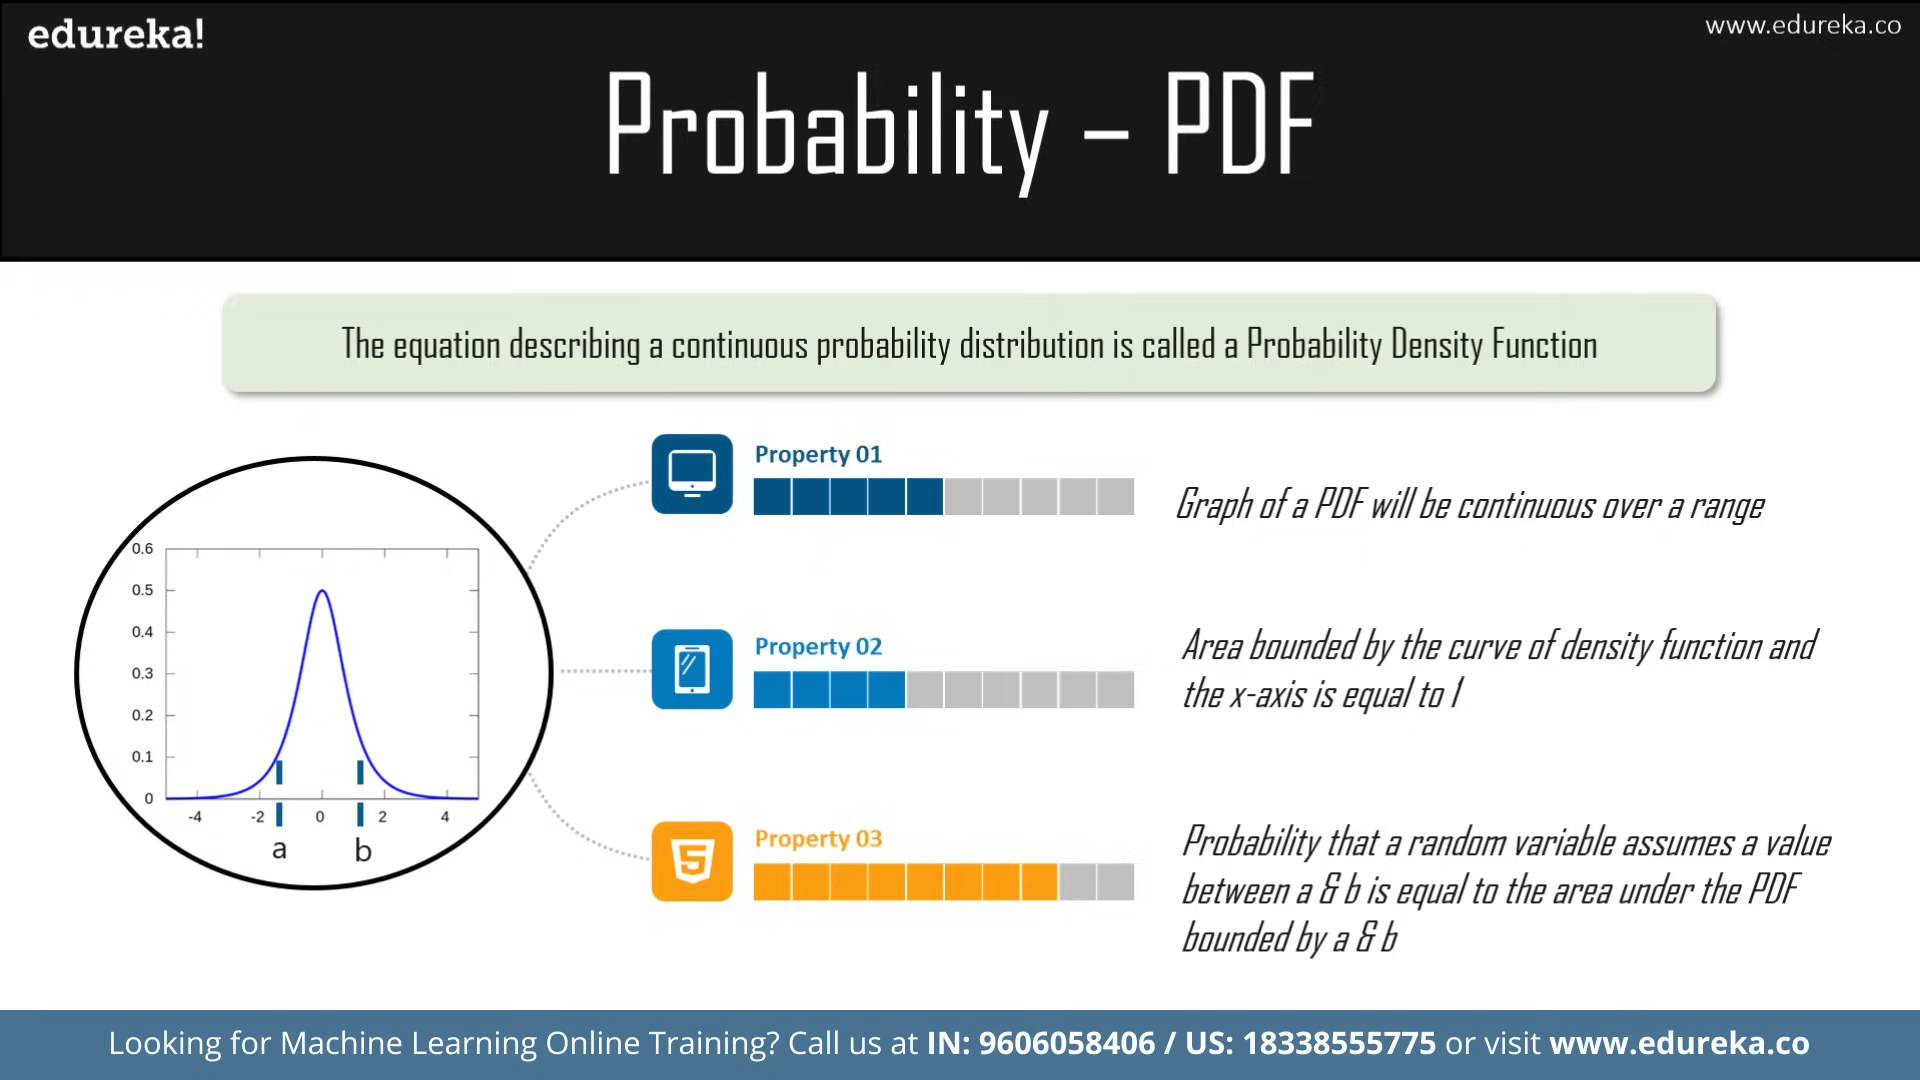 edureka!
www.edureka.co
Probability – PDF
The equation describing a continuous probability distribution is called a Probability Density Function
Property 01
Graph of a PDF will be continuous over a range
Property 02
Area bounded by the curve of density function and
the x-axis is equal to 1
Property 03
Probability that a random variable assumes a value
between a & b is equal to the area under the PDF
bounded by a & b
0.6
0.5
0.4
0.3
0.2
0.1
0
-4 -2 0 2 4
a b
Looking for Machine Learning Online Training? Call us at IN: 9606058406 / US: 18338555775 or visit www.edureka.co